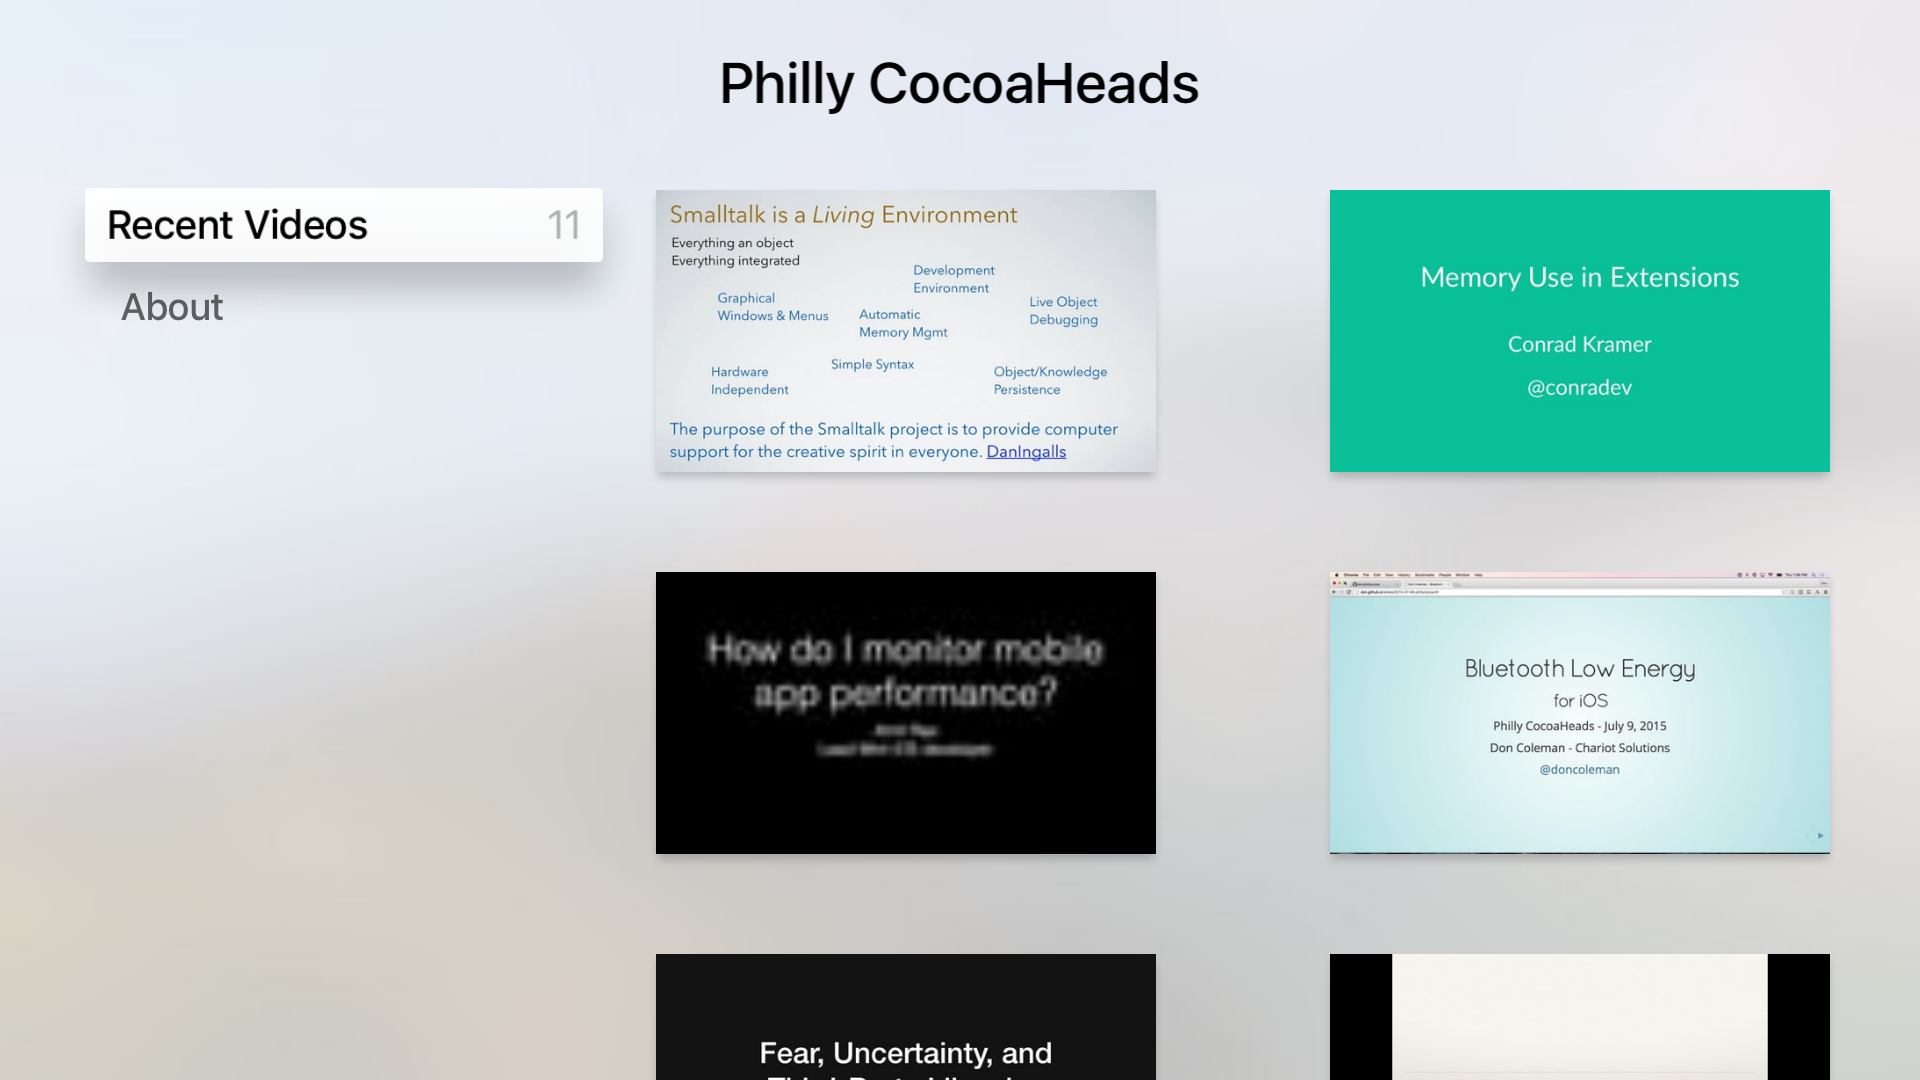 Philly CocoaHeads
Recent Videos 11
About
Smalltalk is a Living Environment
Everything an object
Everything integrated
Development
Environment
Graphical
Windows & Menus
Automatic
Memory Mgmt
Live Object
Debugging
Simple Syntax
Hardware
Independent
Object/Knowledge
Persistence
The purpose of the Smalltalk project is to provide computer
support for the creative spirit in everyone. DanIngalls
Memory Use in Extensions
Conrad Kramer
@conradev
How do I monitor mobile
app performance?
Bluetooth Low Energy
for iOS
Philly CocoaHeads - July 9, 2015
Don Coleman - Chariot Solutions
@doncoleman
Fear, Uncertainty, and